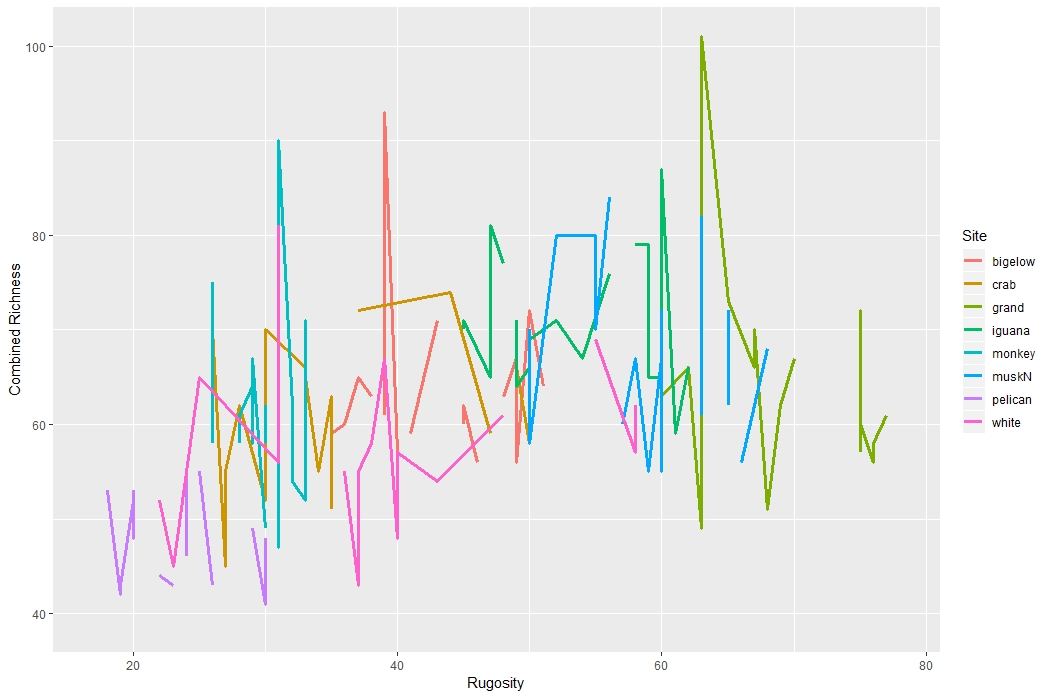 100
80
60
40
Combined Richness
20
40
60
80
Rugosity
Site
bigelow
crab
grand
iguana
monkey
muskN
pelican
white